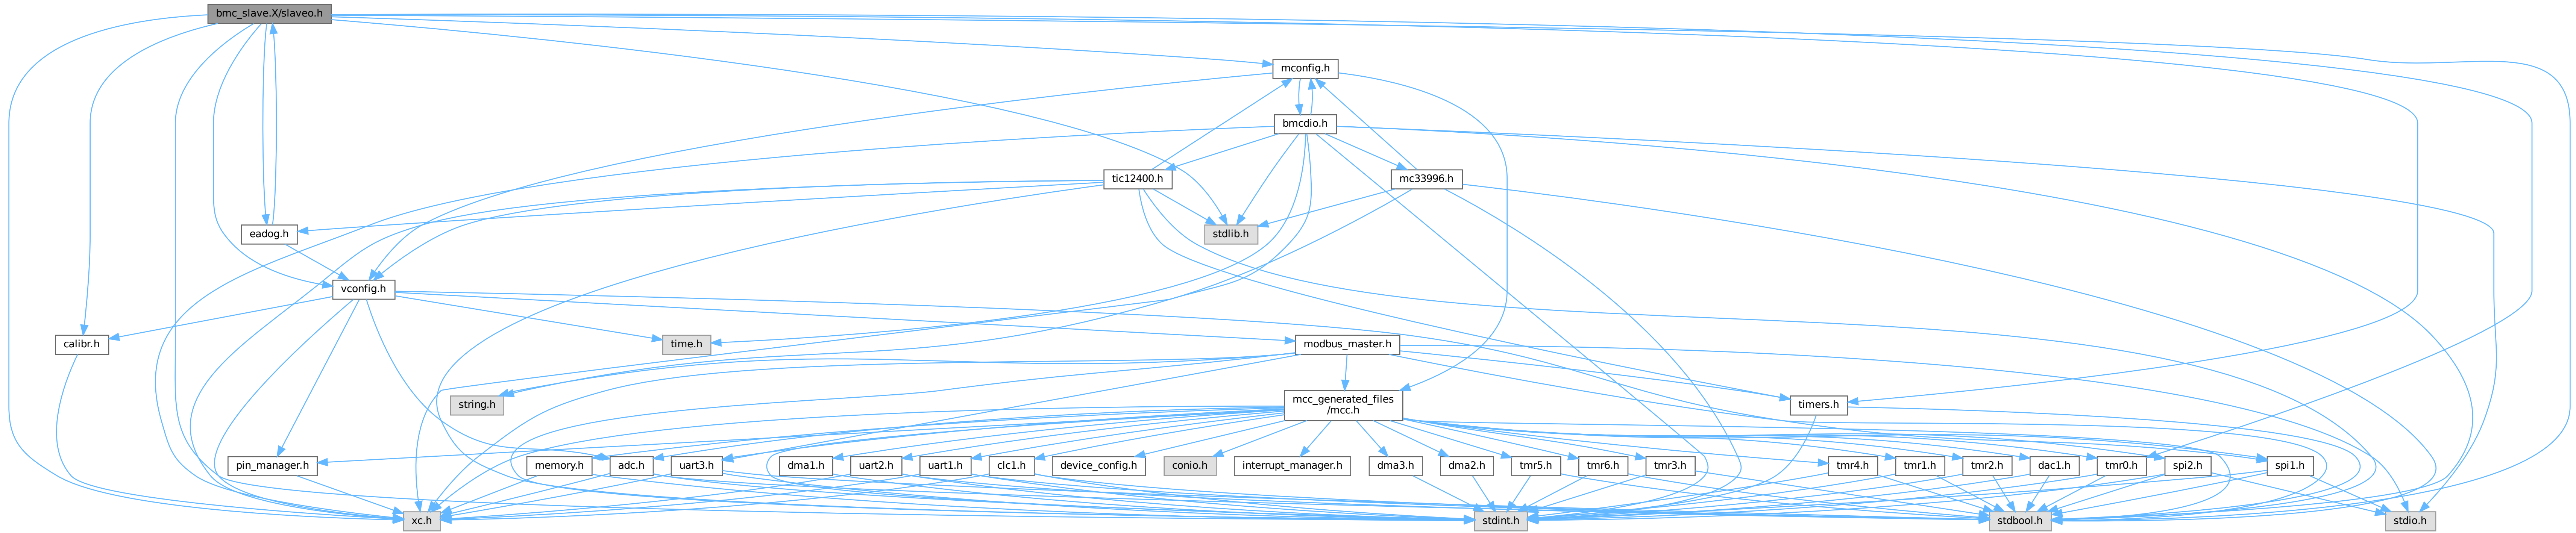 bmc_slave.X/slaveo.h
mconfig.h
bmcdio.h
tic12400.h
mc33996.h
eadog.h
stdlib.h
vconfig.h
calibr.h
time.h
modbus_master.h
string.h
mcc_generated_files
/mcc.h
timers.h
pin_manager.h
memory.h
adc.h
uart3.h
dma1.h
uart2.h
uart1.h
clc1.h
device_config.h
conio.h
interrupt_manager.h
dma3.h
dma2.h
tmr5.h
tmr6.h
tmr3.h
tmr4.h
tmr1.h
tmr2.h
dac1.h
tmr0.h
spi2.h
spi1.h
xc.h
stdint.h
stdbool.h
stdio.h